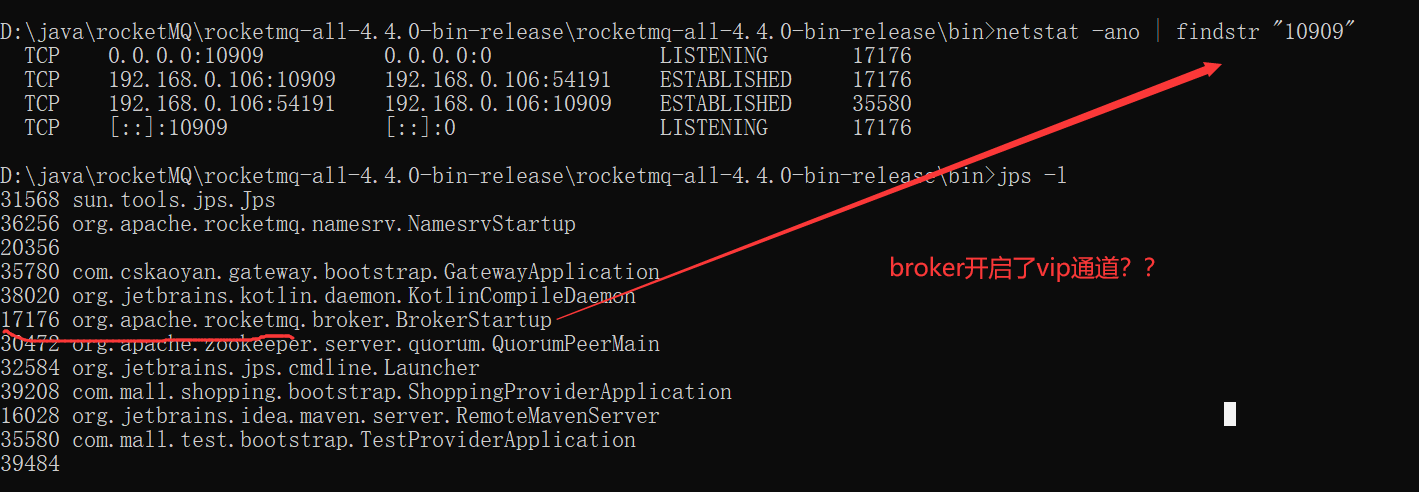 D:\java\rocketMQ\rocketmq-all-4.4.0-bin-release\rocketmq-all-4.4.0-bin-release\bin>netstat -ano | findstr "10909"
TCP 0.0.0.0:10909 0.0.0.0:0 LISTENING 17176
TCP 192.168.0.106:10909 192.168.0.106:54191 ESTABLISHED 17176
TCP 192.168.0.106:54191 192.168.0.106:10909 ESTABLISHED 35580
TCP [::]:10909 [::]:0 LISTENING 17176
D:\java\rocketMQ\rocketmq-all-4.4.0-bin-release\rocketmq-all-4.4.0-bin-release\bin>jps -l
31568 sun.tools.jps.Jps
36256 org.apache.rocketmq.namesrv.NamesrvStartup
20356
35780 com.cskaoyan.gateway.bootstrap.GatewayApplication
38020 org.jetbrains.kotlin.daemon.KotlinCompileDaemon
broker开启了vip通道？？
17176 org.apache.rocketmq.broker.BrokerStartup
30472 org.apache.zookeeper.server.quorum.QuorumPeerMain
32584 org.jetbrains.jps.cmdline.Launcher
39208 com.mall.shopping.bootstrap.ShoppingProviderApplication
16028 org.jetbrains.idea.maven.server.RemoteMavenServer
35580 com.mall.test.bootstrap.TestProviderApplication
39484